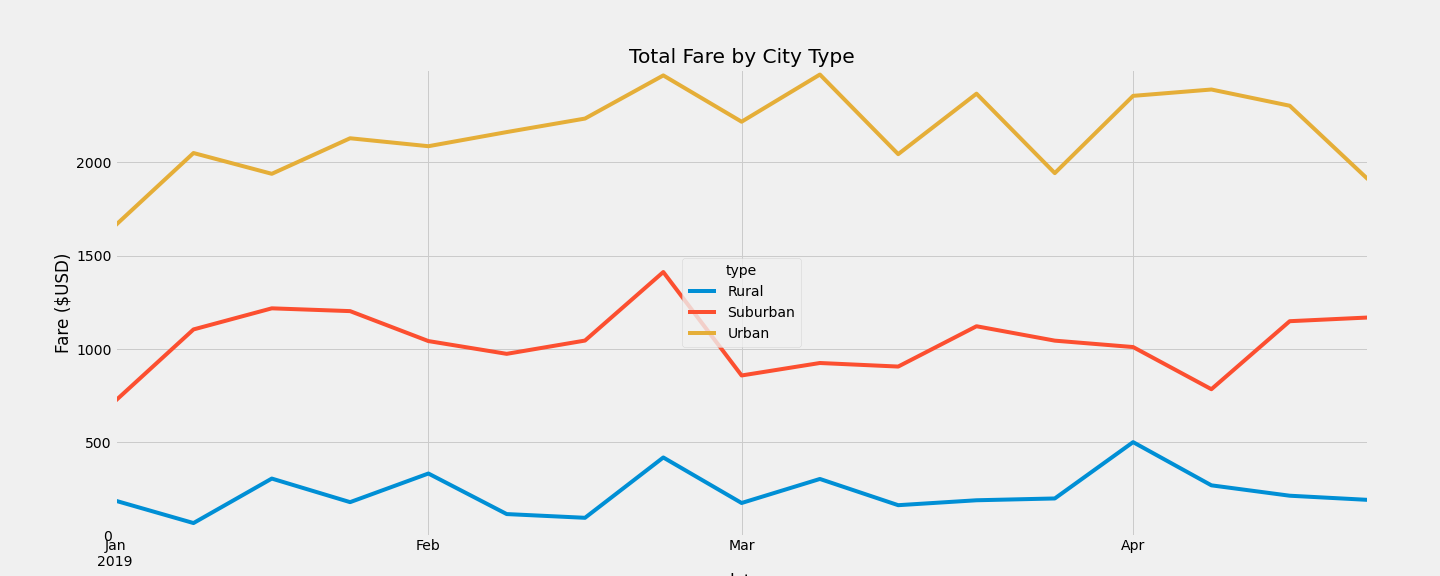 Total Fare by City Type
Fare ($USD)
2000
1500
1000
500
0
type
Rural
Suburban
Urban
Jan Feb Mar Apr
2019